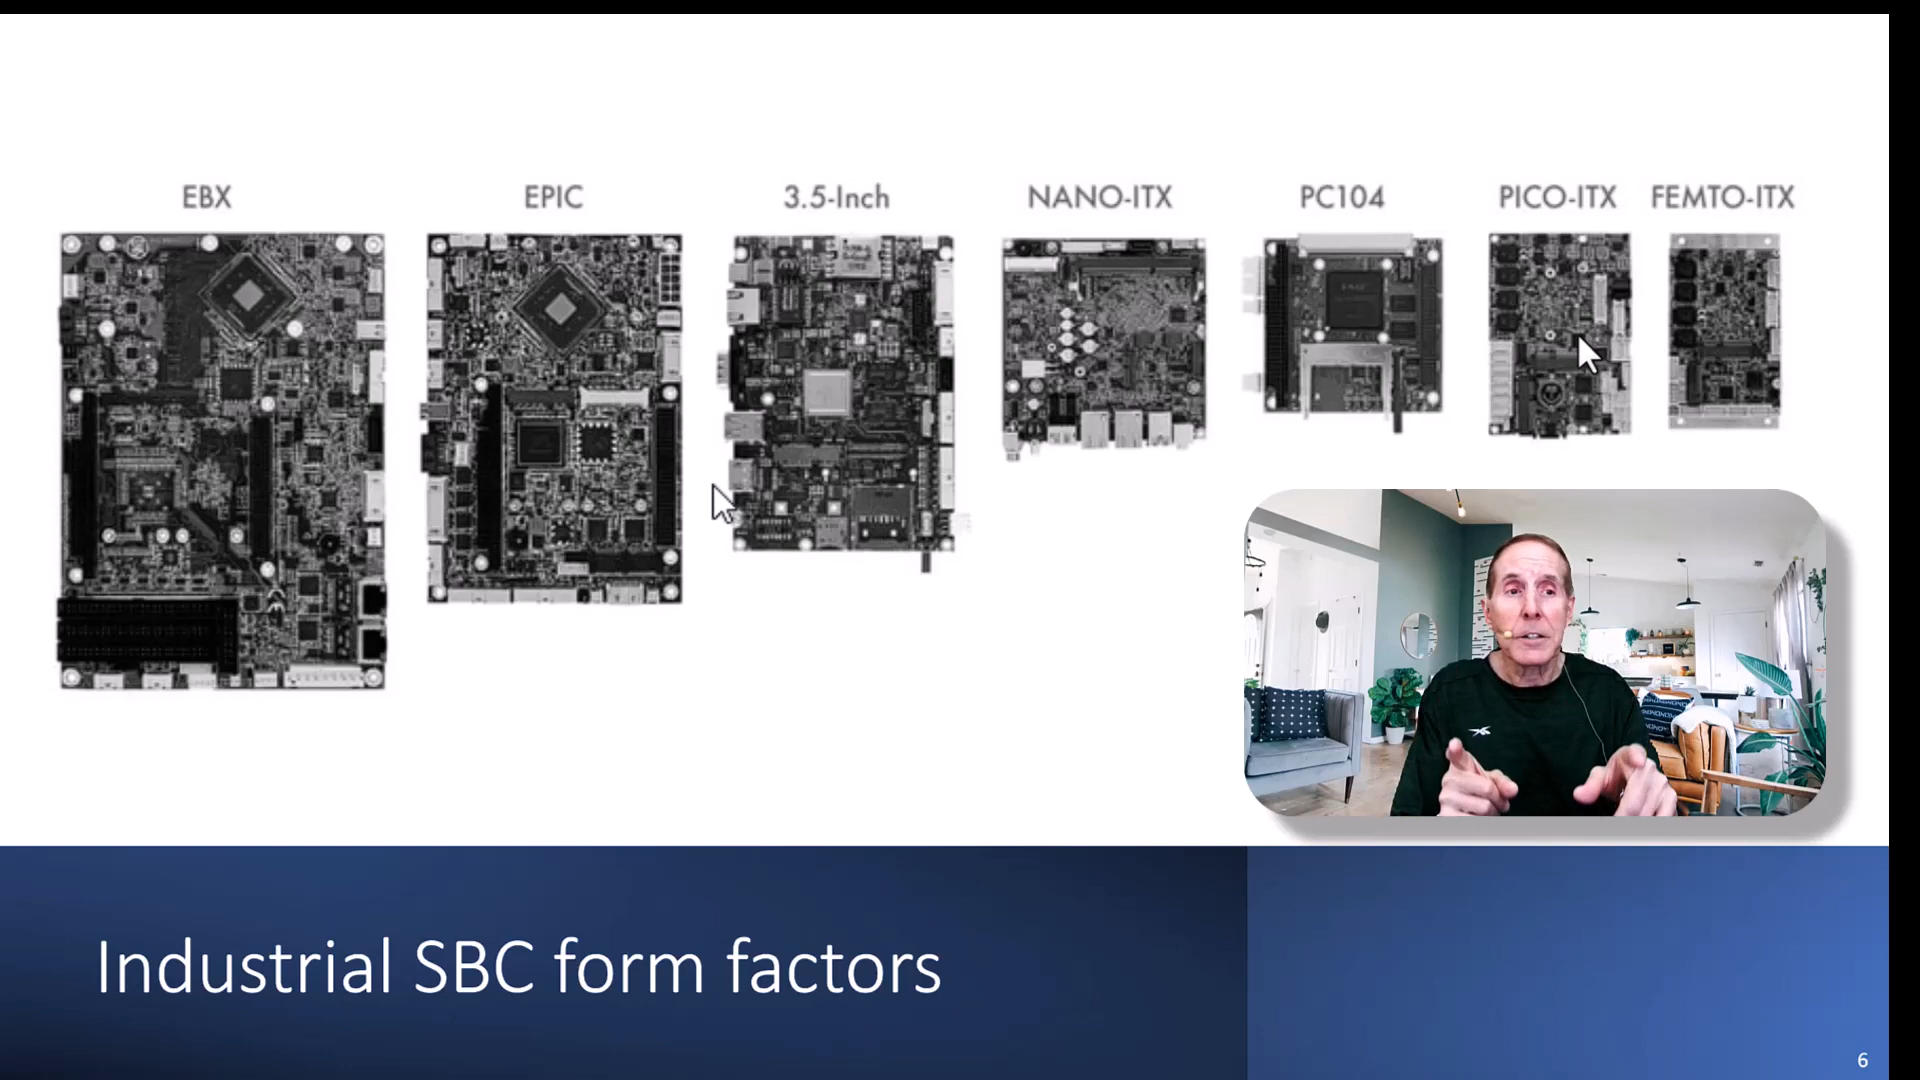 EBX
EPIC
3.5-Inch
NANO-ITX
PC104
PICO-ITX
FEMTO-ITX
Industrial SBC form factors
6